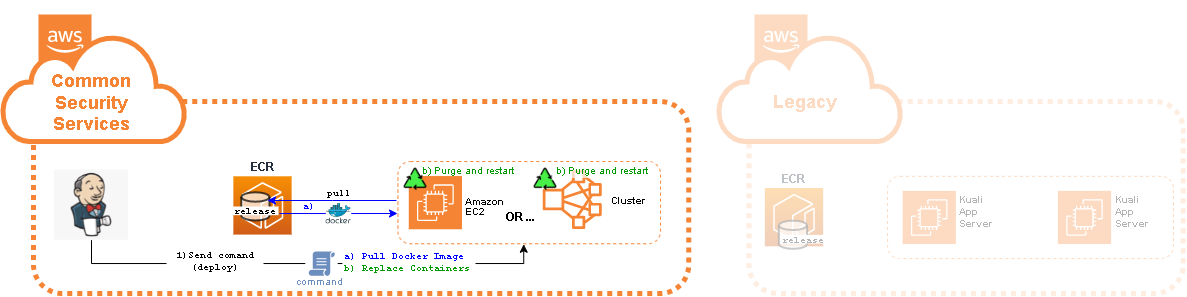 aws
Common
Security
Services
ECR
release
pull
a)
docker
b) Purge and restart
Amazon
EC2
OR ...
b) Purge and restart
Cluster
1)Send comand
(deploy)
command
a) Pull Docker Image
b) Replace Containers
aws
Legacy
ECR
release
Kuali
App
Server
Kuali
App
Server